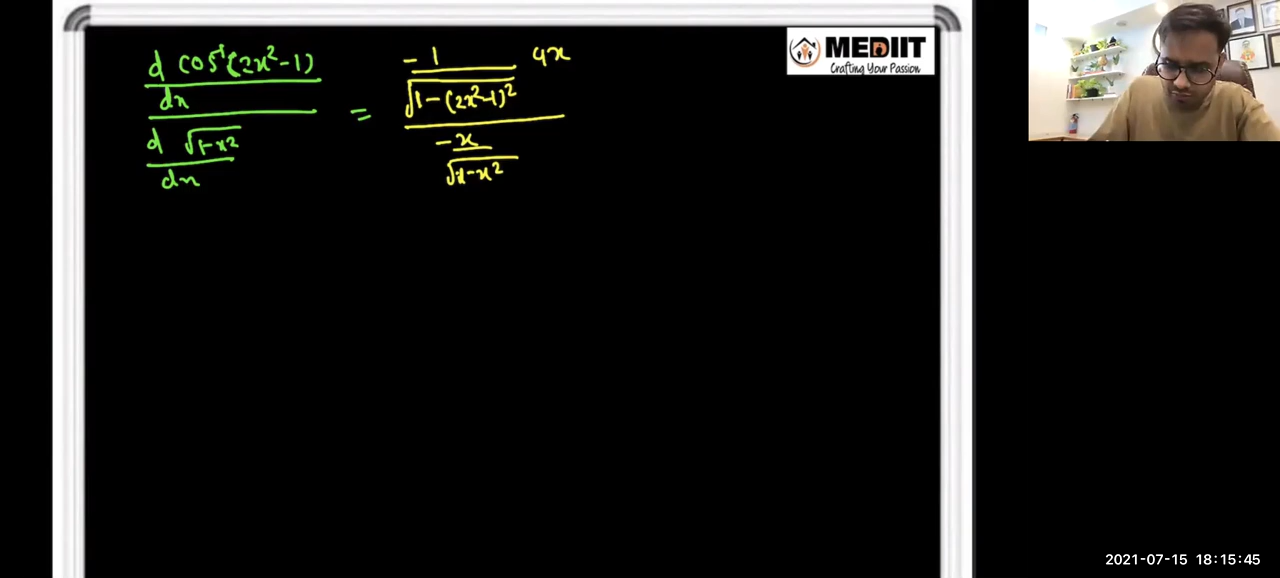 d cos⁻¹(2x²-1)
dx
d √1-x²
dx
=
-1 4x
√1-(2x²-1)²
-x
√1-x²
MEDIIT
Crafting Your Passion
2021-07-15 18:15:45